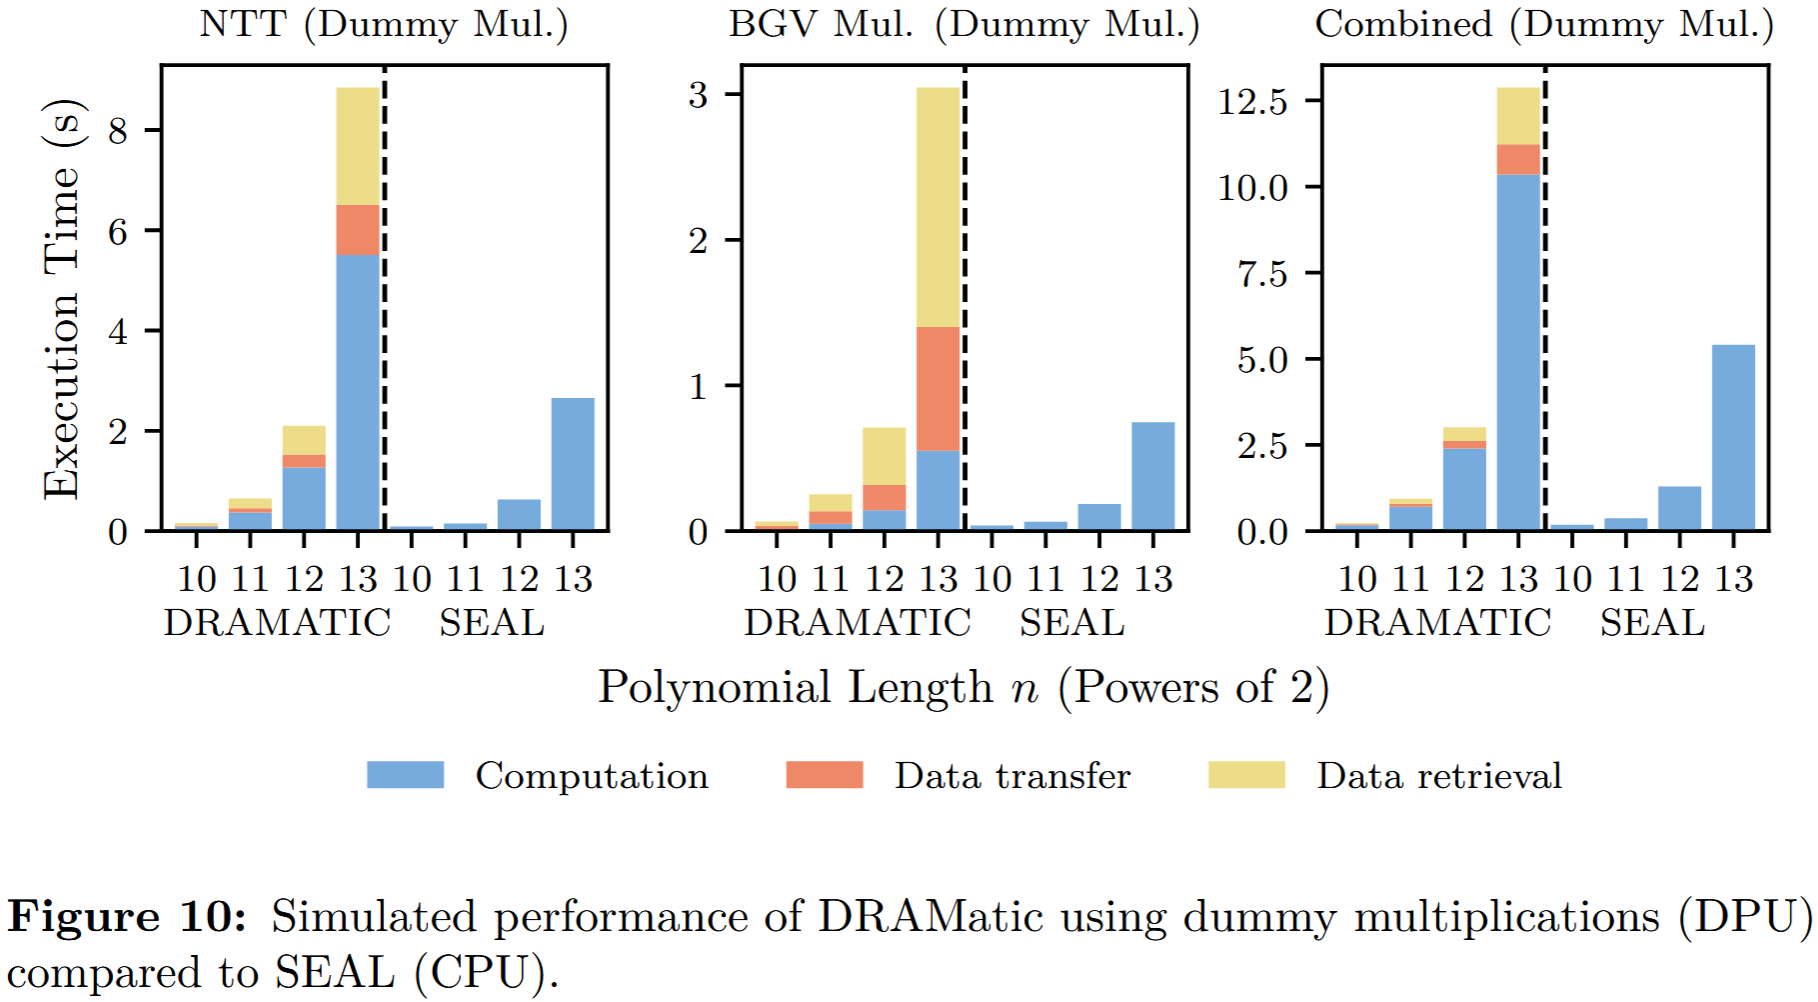 NTT (Dummy Mul.)
BGV Mul. (Dummy Mul.)
Combined (Dummy Mul.)
Execution Time (s)
8
6
4
2
0
3
2
1
0
12.5
10.0
7.5
5.0
2.5
0.0
10 11 12 13 10 11 12 13
DRAMATIC SEAL
10 11 12 13 10 11 12 13
DRAMATIC SEAL
10 11 12 13 10 11 12 13
DRAMATIC SEAL
Polynomial Length n (Powers of 2)
Computation
Data transfer
Data retrieval
Figure 10: Simulated performance of DRAMatic using dummy multiplications (DPU)
compared to SEAL (CPU).